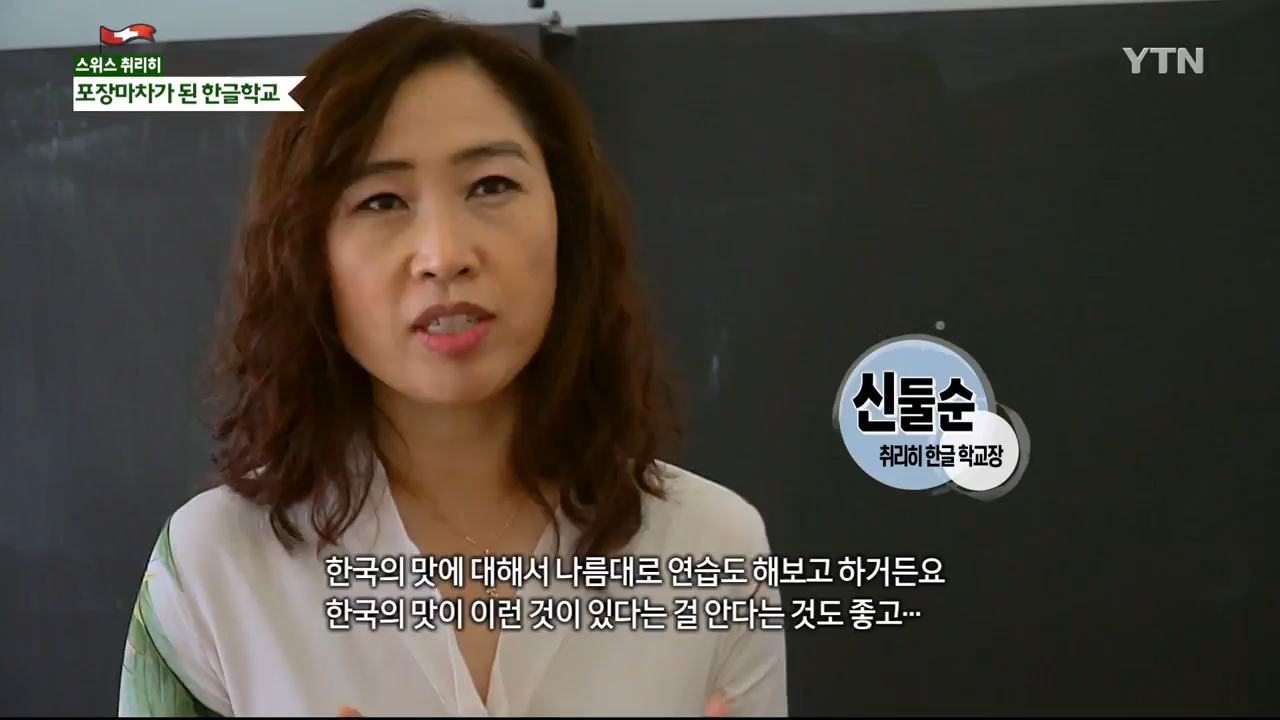 스위스 취리히
포장마차가 된 한글학교
YTN
신둘순
취리히 한글 학교장
한국의 맛에 대해서 나름대로 연습도 해보고 하거든요
한국의 맛이 이런 것이 있다는 걸 안다는 것도 좋고…